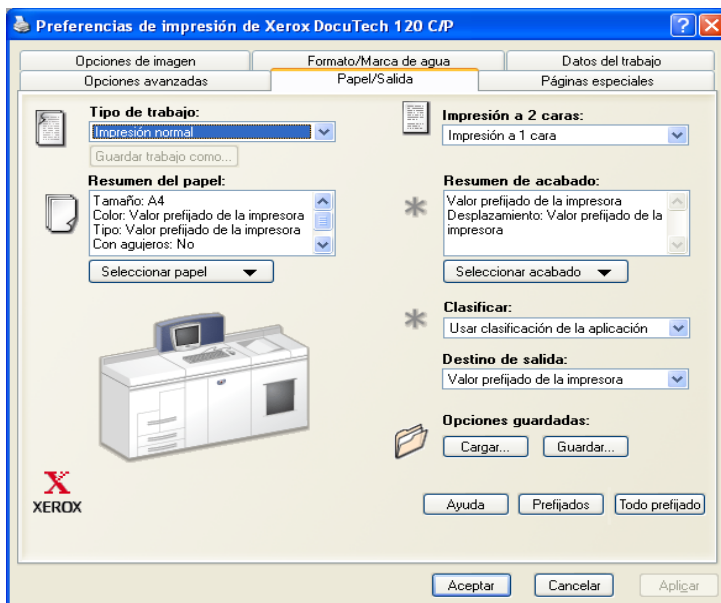 Preferencias de impresión de Xerox DocuTech 120 C/P
Opciones de imagen
Formato/Marca de agua
Datos del trabajo
Opciones avanzadas
Papel/Salida
Páginas especiales
Tipo de trabajo:
Impresión normal
Guardar trabajo como...
Resumen del papel:
Tamaño: A4
Color: Valor prefijado de la impresora
Tipo: Valor prefijado de la impresora
Con agujeros: No
Seleccionar papel
Impresión a 2 caras:
Impresión a 1 cara
Resumen de acabado:
Valor prefijado de la impresora
Desplazamiento: Valor prefijado de la
impresora
Seleccionar acabado
Clasificar:
Usar clasificación de la aplicación
Destino de salida:
Valor prefijado de la impresora
Opciones guardadas:
Cargar...
Guardar...
X
XEROX
Ayuda
Prefijados
Todo prefijado
Aceptar
Cancelar
Aplicar